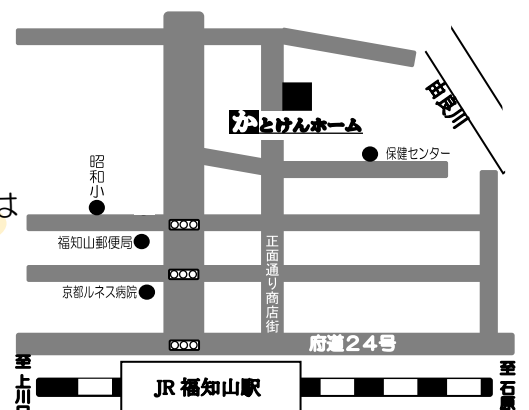 由良川
かとけんホーム
保健センター
昭和小
は
福知山郵便局
正面通り商店街
京都ルネス病院
府道24号
至上川口
至石原
JR 福知山駅